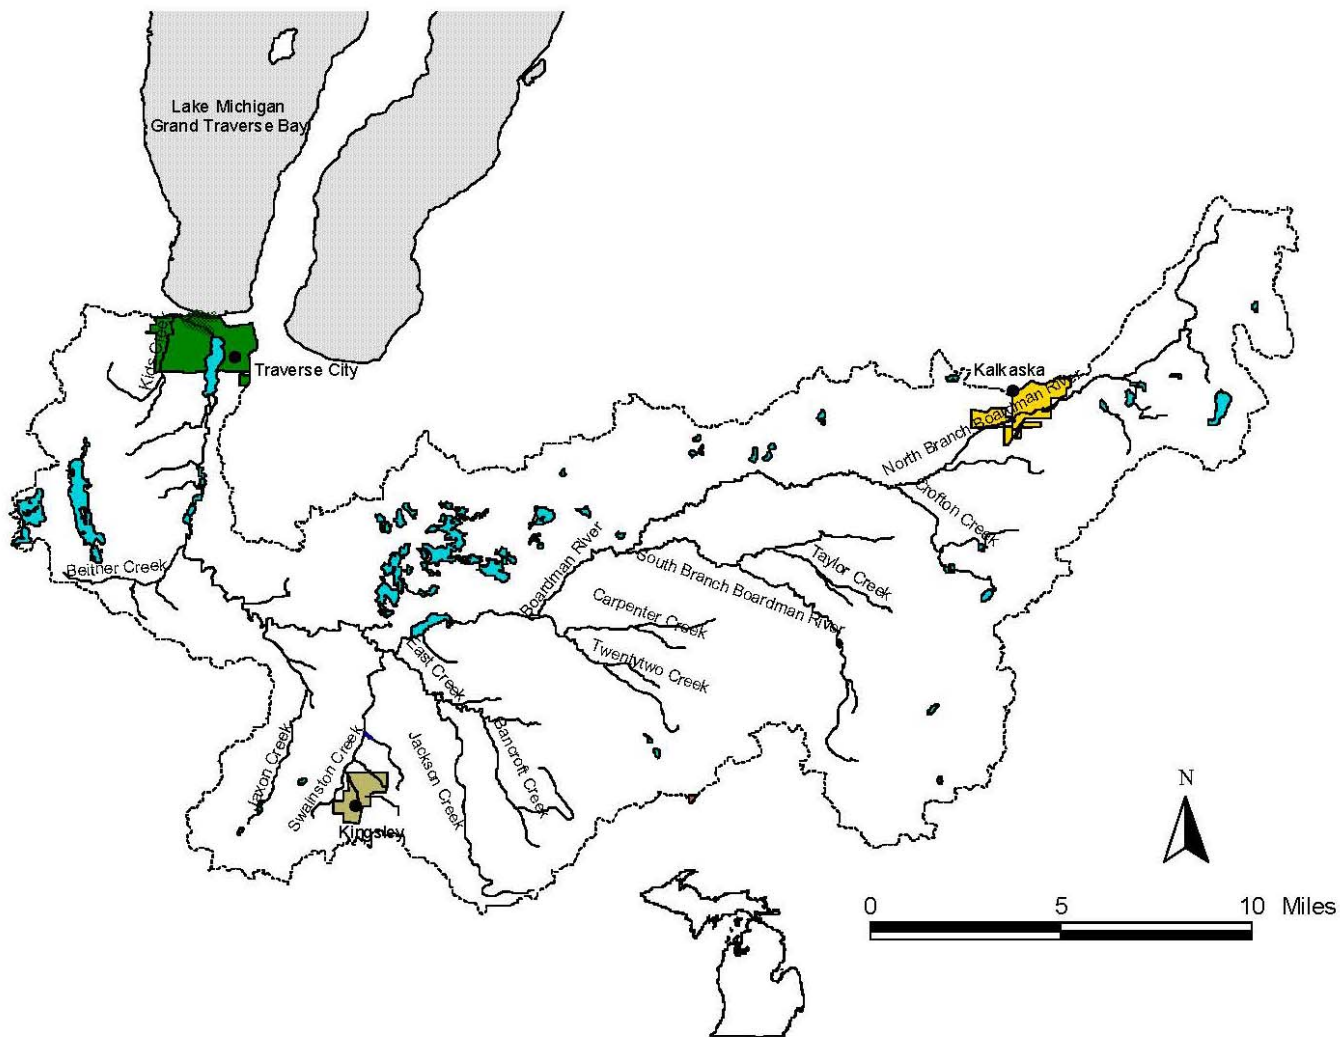 Lake Michigan
Grand Traverse Bay
Traverse City
Kalkaska
North Branch Boardman River
Crofton Creek
Taylor Creek
South Branch Boardman River
Boardman River
Carpenter Creek
Twentytwo Creek
Beitner Creek
East Creek
Bancroft Creek
Jackson Creek
Swainston Creek
Jaxon Creek
Kingsley
Kids
N
0 5 10 Miles